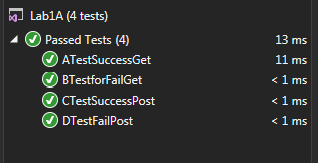 Lab1A (4 tests)
Passed Tests (4) 13 ms
ATestSuccessGet 11 ms
BTestforFailGet < 1 ms
CTestSuccessPost < 1 ms
DTestFailPost < 1 ms